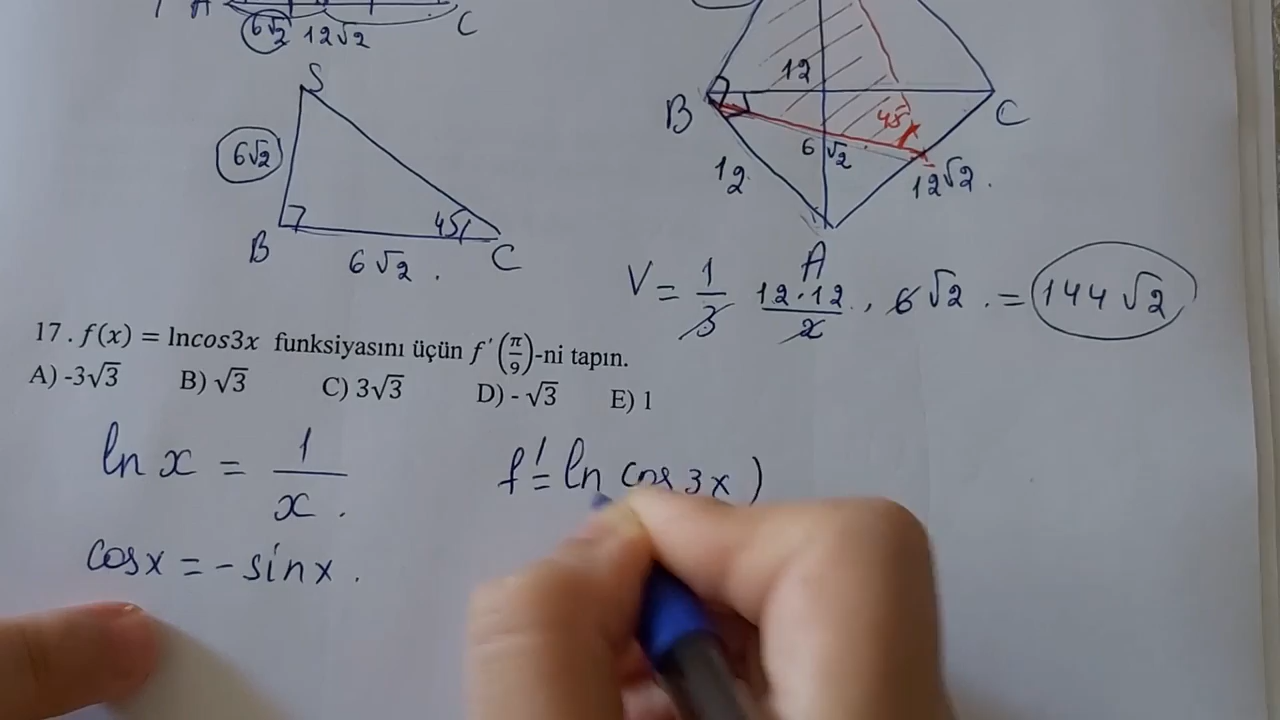 A 6√2 12√2 C
S
6√2
45
B 6√2 . C
12
B C
45
6√2
12 12√2 .
A
V = 1/3 12·12/2 · 6√2 . = 144√2
17 . f(x) = lncos3x funksiyasını üçün f ′(π/9)-ni tapın.
A) -3√3 B) √3 C) 3√3 D) - √3 E) 1
ln x = 1/x . f′= ln cos 3x )
cosx = - sinx .